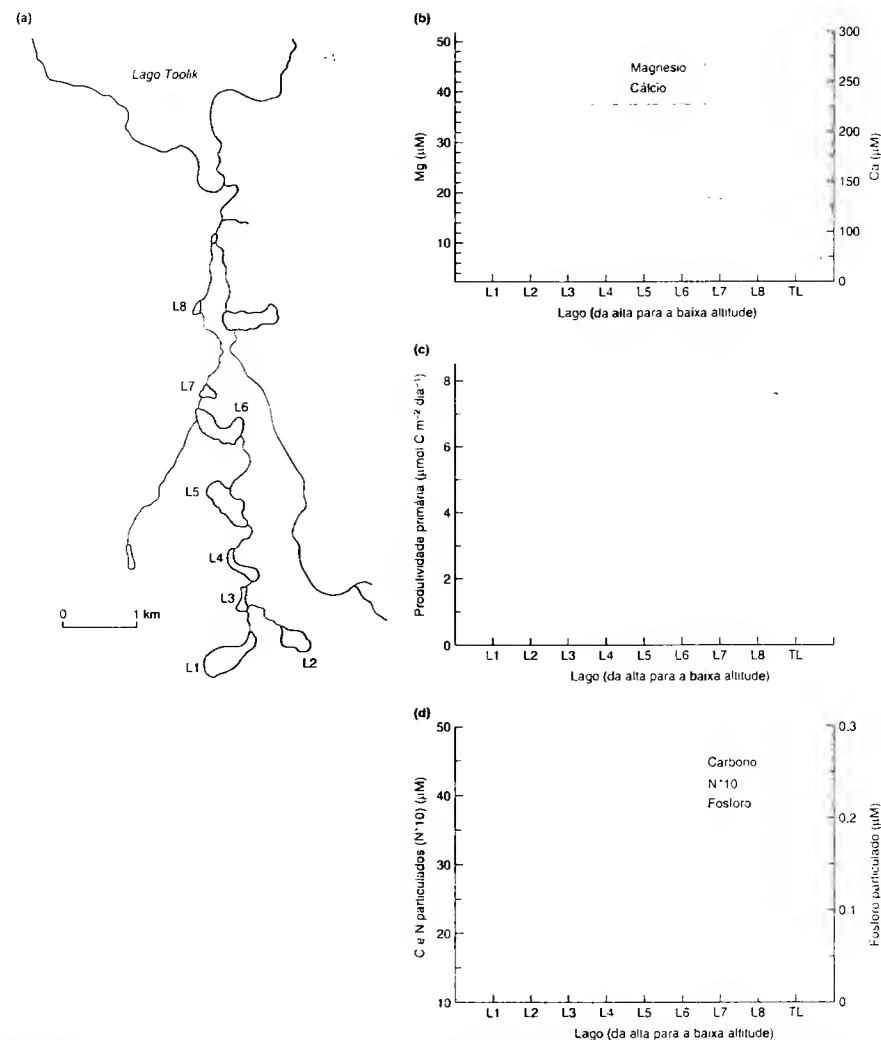 (a)
Lago Toolik
L8
L7
L6
L5
L4
L3
L2
L1
0 1 km
(b)
Mg (µM)
50
40
30
20
10
Magnesio
Cálcio
Ca (µM)
300
250
200
150
100
0
L1 L2 L3 L4 L5 L6 L7 L8 TL
Lago (da alta para a baixa altitude)
(c)
Produtividade primária (µmol C m⁻² dia⁻¹)
8
6
4
2
0
L1 L2 L3 L4 L5 L6 L7 L8 TL
Lago (da alta para a baixa altitude)
(d)
C e N particulados (N*10) (µM)
50
40
30
20
10
Carbono
N*10
Fosforo
Fosforo particulado (µM)
0.3
0,2
0.1
0
L1 L2 L3 L4 L5 L6 L7 L8 TL
Lago (da alta para a baixa altitude)